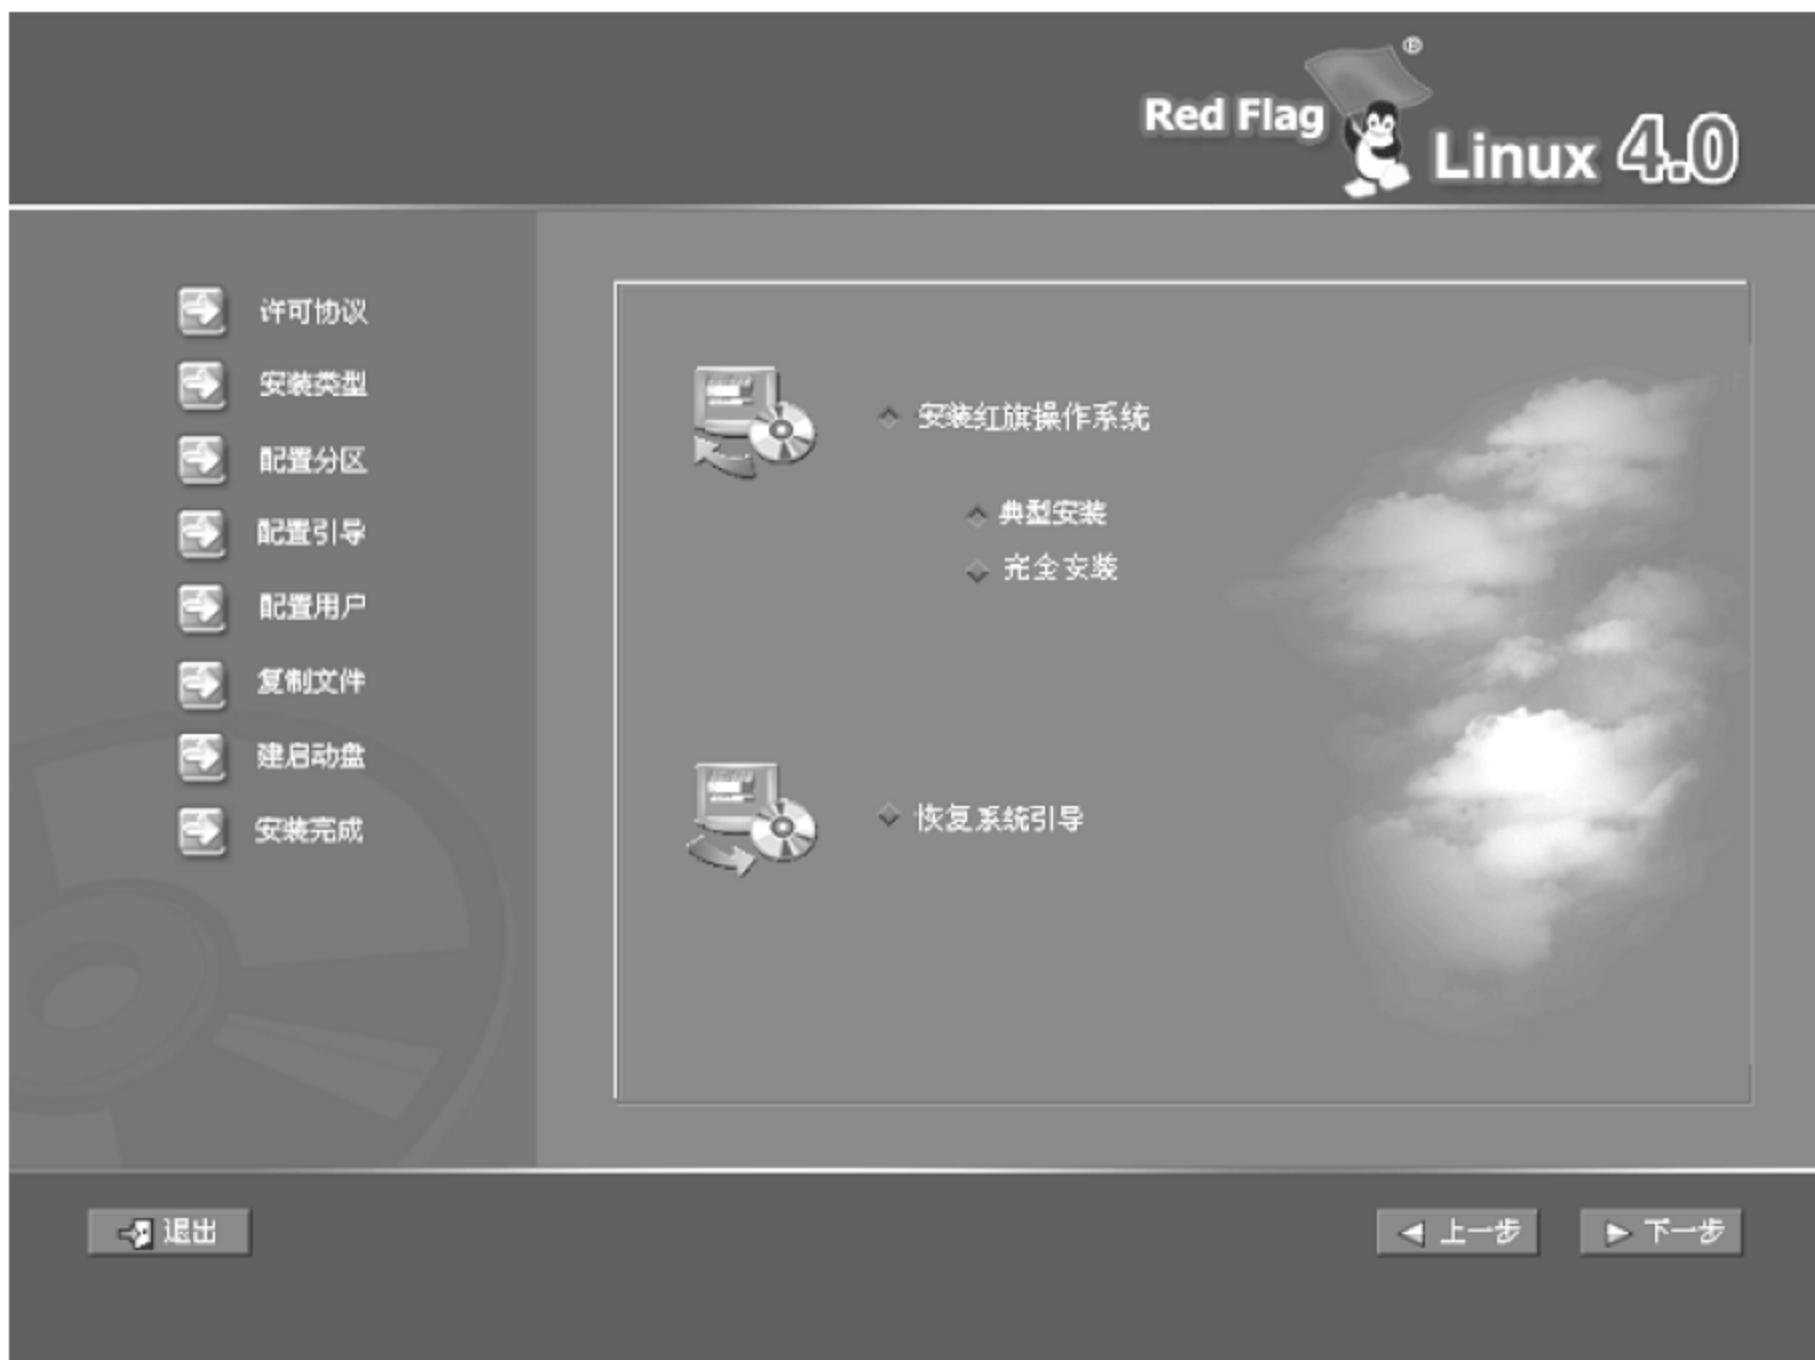 Red Flag
®
Linux 4.0
许可协议
安装类型
配置分区
配置引导
配置用户
复制文件
建启动盘
安装完成
安装红旗操作系统
典型安装
完全安装
恢复系统引导
退出
上一步
下一步